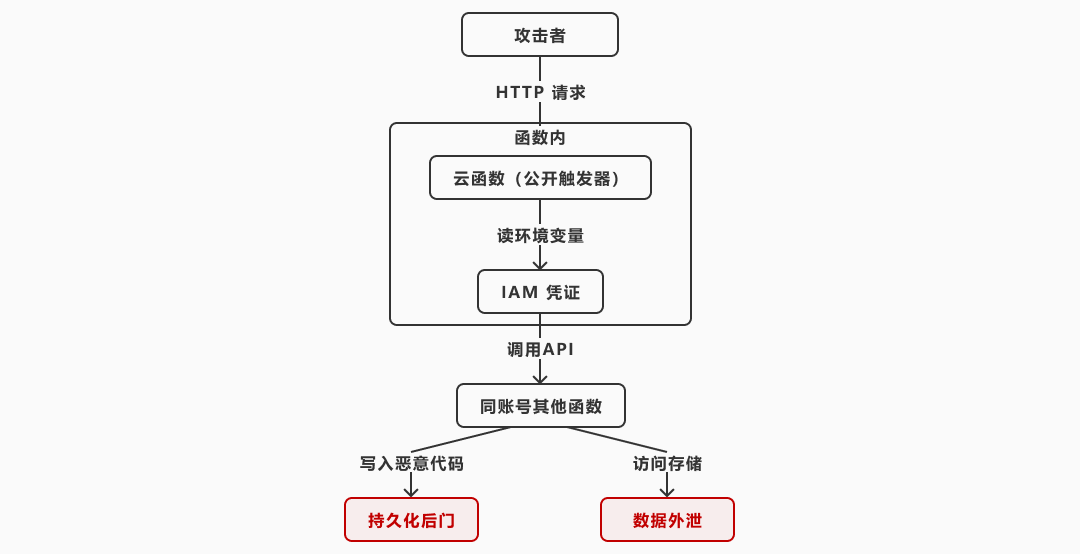 攻击者
HTTP 请求
函数内
云函数（公开触发器）
读环境变量
IAM 凭证
调用API
同账号其他函数
写入恶意代码
访问存储
持久化后门
数据外泄